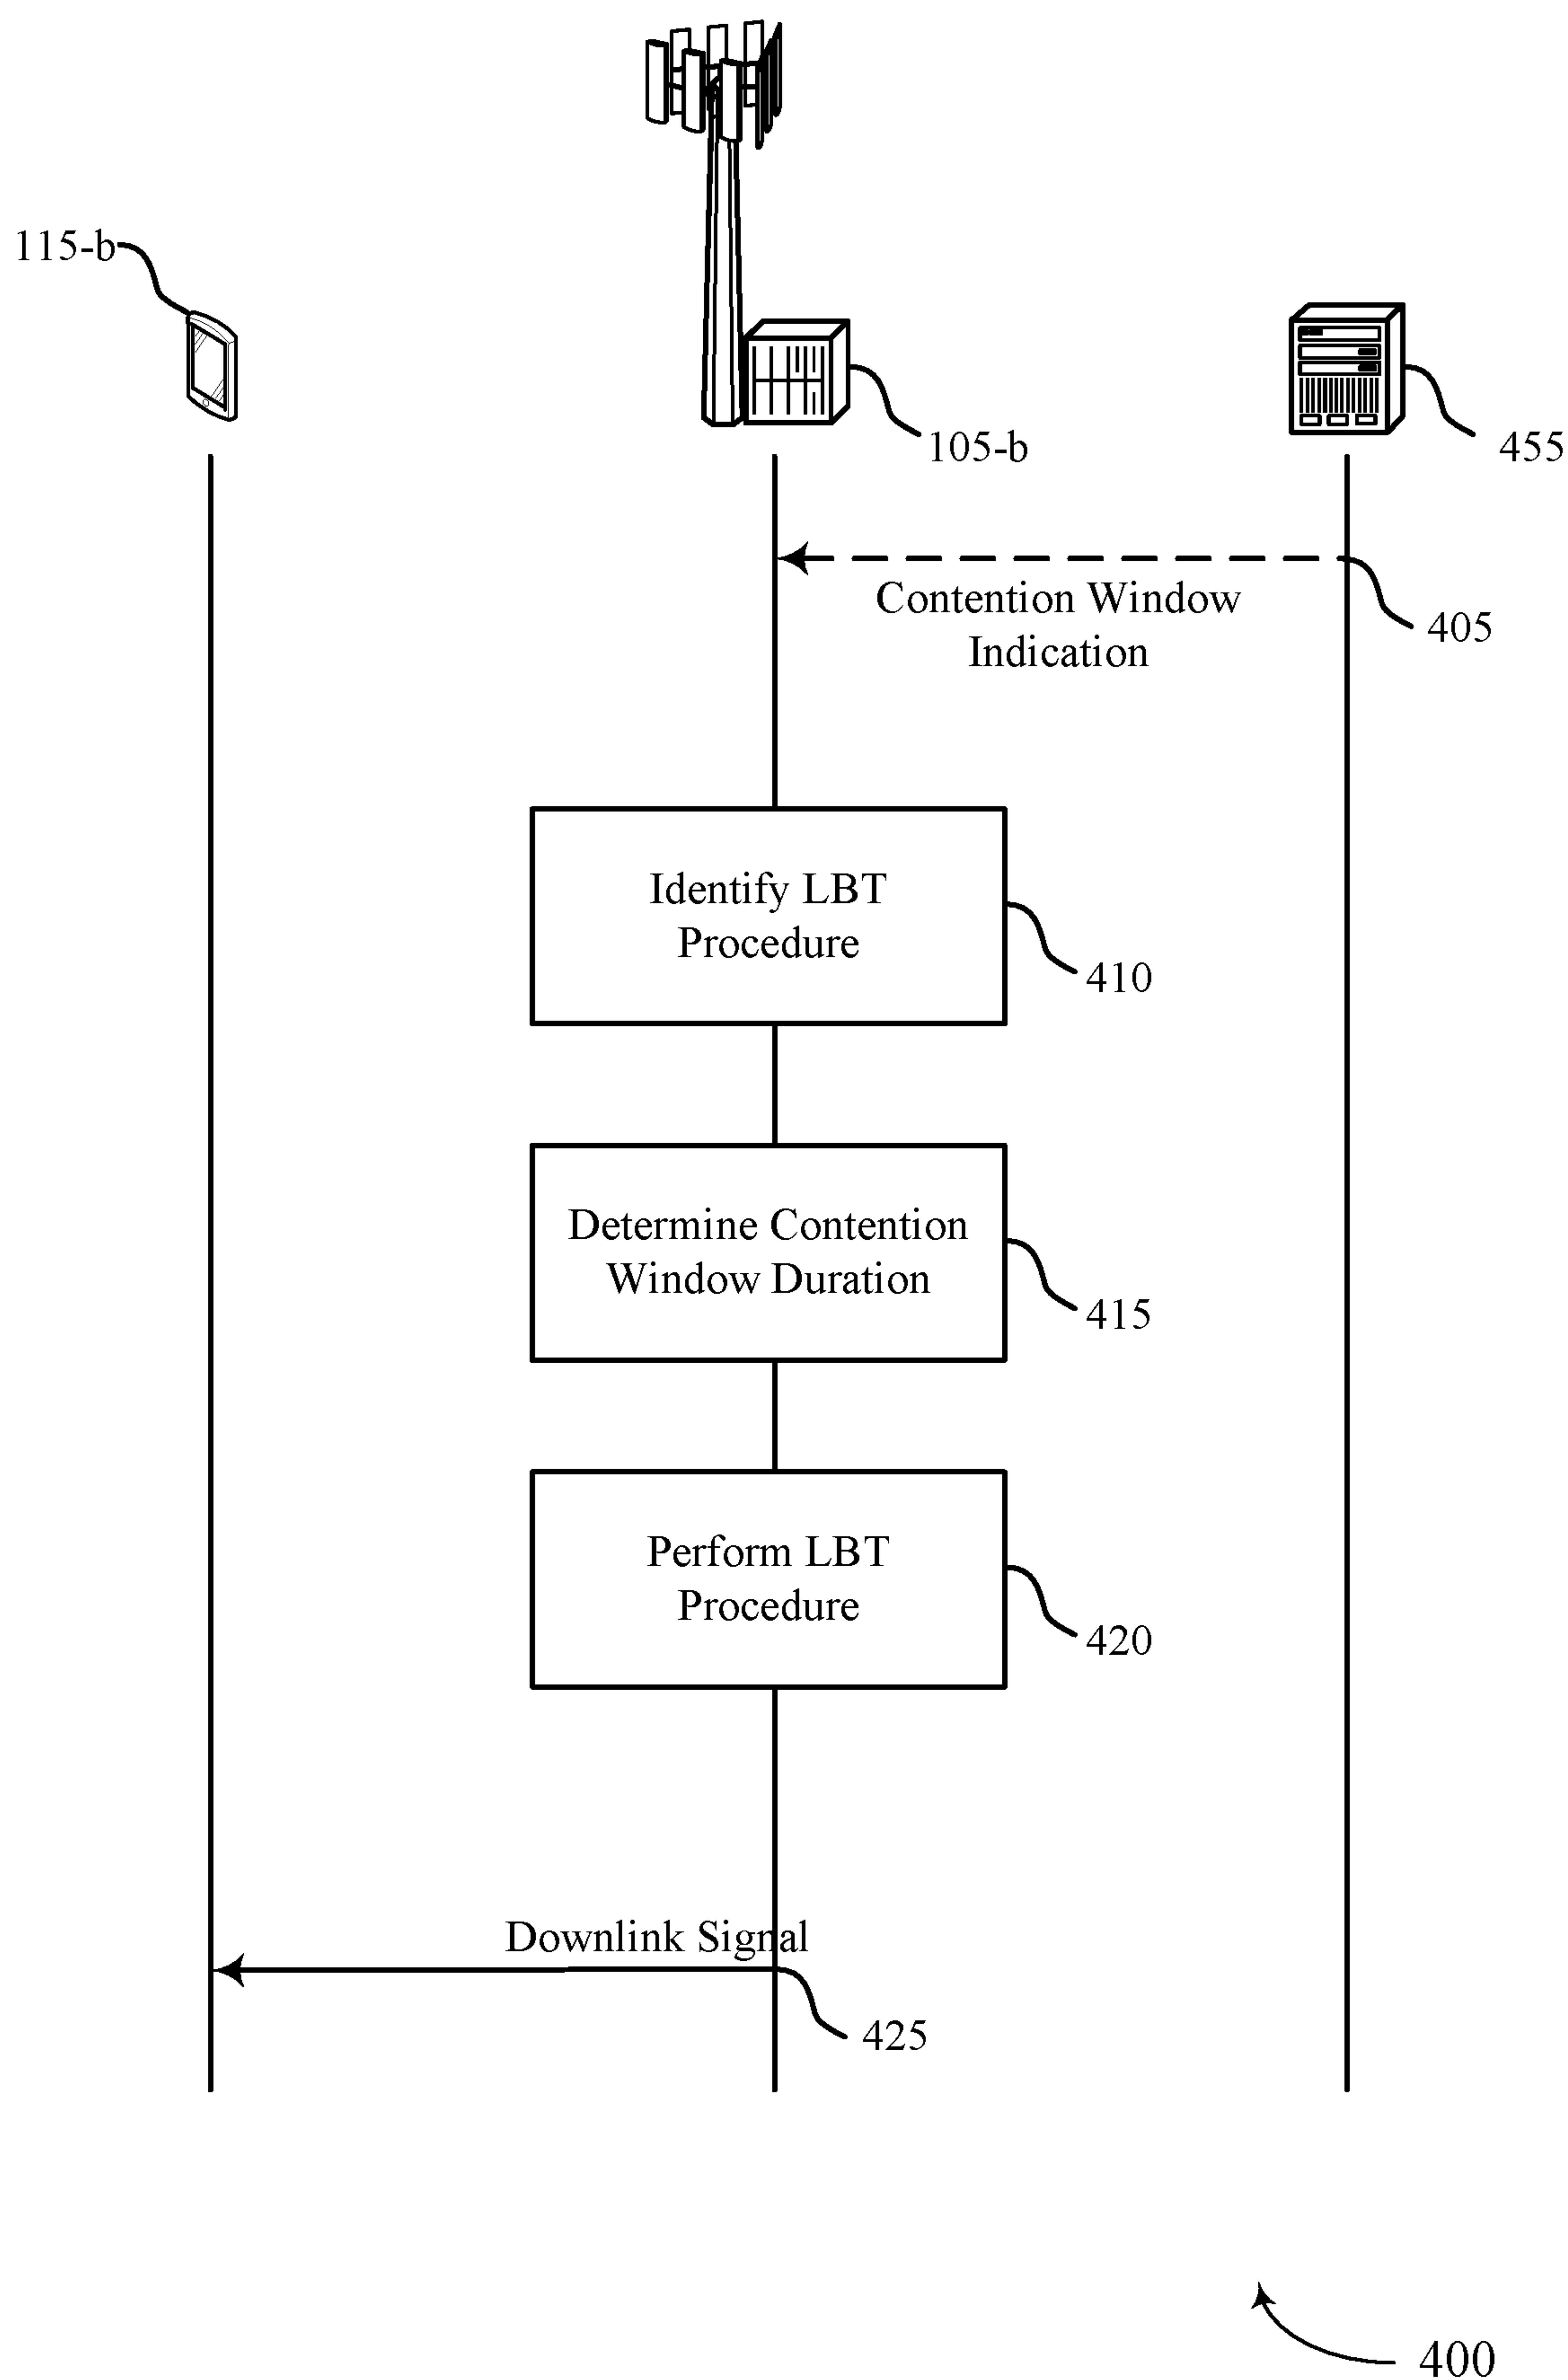 115-b
105-b
455
Contention Window
Indication
405
Identify LBT
Procedure
410
Determine Contention
Window Duration
415
Perform LBT
Procedure
420
Downlink Signal
425
400